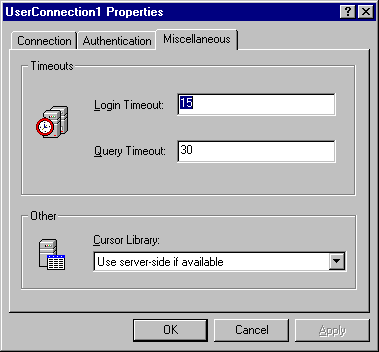 UserConnection1 Properties
Connection Authentication Miscellaneous
Timeouts
Login Timeout: 15
Query Timeout: 30
Other
Cursor Library:
Use server-side if available
OK Cancel Apply